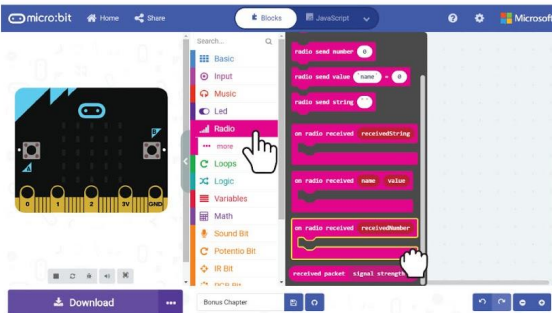 micro:bit Home Share Blocks JavaScript Microsoft
Search...
Basic
Input
Music
Led
Radio
more
Loops
Logic
Variables
Math
Sound Bit
Potentio Bit
IR Bit
radio send number 0
radio send value "name" = 0
radio send string " "
on radio received receivedString
on radio received name value
on radio received receivedNumber
received packet signal strength
B
A
0 1 2 3V GND
Download
Bonus Chapter